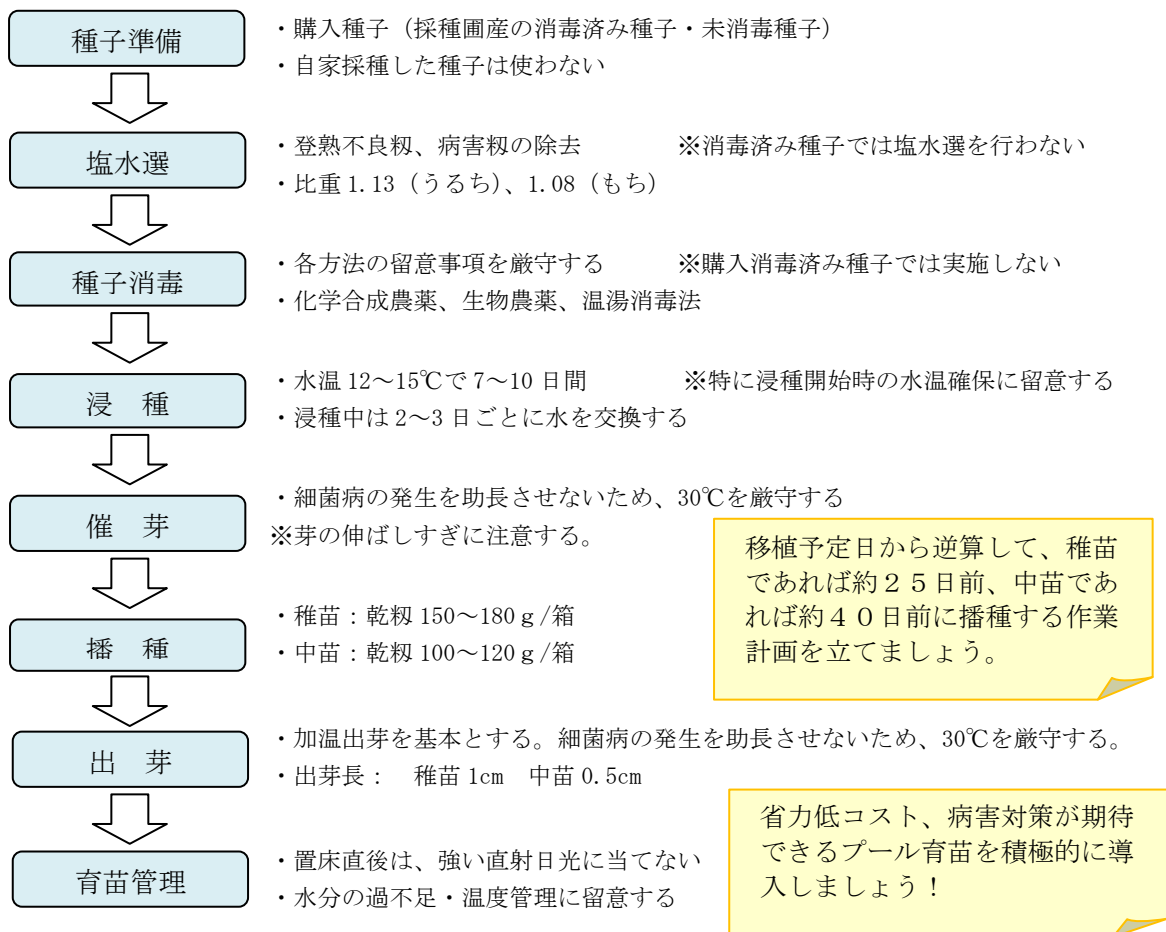 種子準備
・購入種子（採種圃産の消毒済み種子・未消毒種子）
・自家採種した種子は使わない
塩水選
・登熟不良籾、病害籾の除去　　　※消毒済み種子では塩水選を行わない
・比重 1.13（うるち）、1.08（もち）
種子消毒
・各方法の留意事項を厳守する　　　※購入消毒済み種子では実施しない
・化学合成農薬、生物農薬、温湯消毒法
浸　種
・水温 12～15℃で 7～10 日間　　　※特に浸種開始時の水温確保に留意する
・浸種中は 2～3 日ごとに水を交換する
催　芽
・細菌病の発生を助長させないため、30℃を厳守する
※芽の伸ばしすぎに注意する。
移植予定日から逆算して、稚苗
であれば約２５日前、中苗であ
れば約４０日前に播種する作業
計画を立てましょう。
播　種
・稚苗：乾籾 150～180ｇ/箱
・中苗：乾籾 100～120ｇ/箱
出　芽
・加温出芽を基本とする。細菌病の発生を助長させないため、30℃を厳守する。
・出芽長：　稚苗 1cm　中苗 0.5cm
省力低コスト、病害対策が期待
できるプール育苗を積極的に導
入しましょう！
育苗管理
・置床直後は、強い直射日光に当てない
・水分の過不足・温度管理に留意する